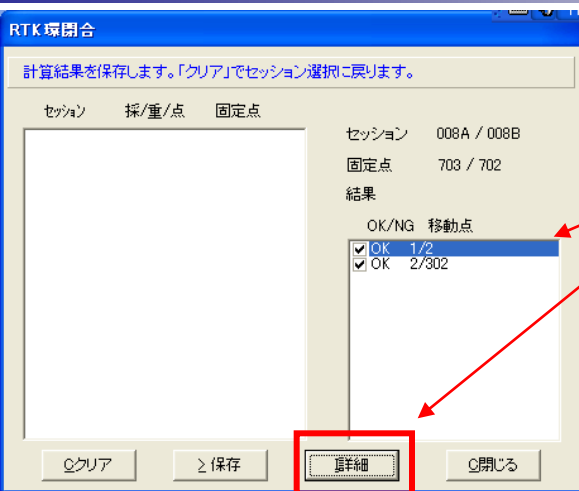 RTK環閉合
計算結果を保存します。「クリア」でセッション選択に戻ります。
セッション 採/重/点 固定点
セッション 008A / 008B
固定点 703 / 702
結果
OK/NG 移動点
OK 1/2
OK 2/302
Cクリア
≥保存
詳細
C閉じる